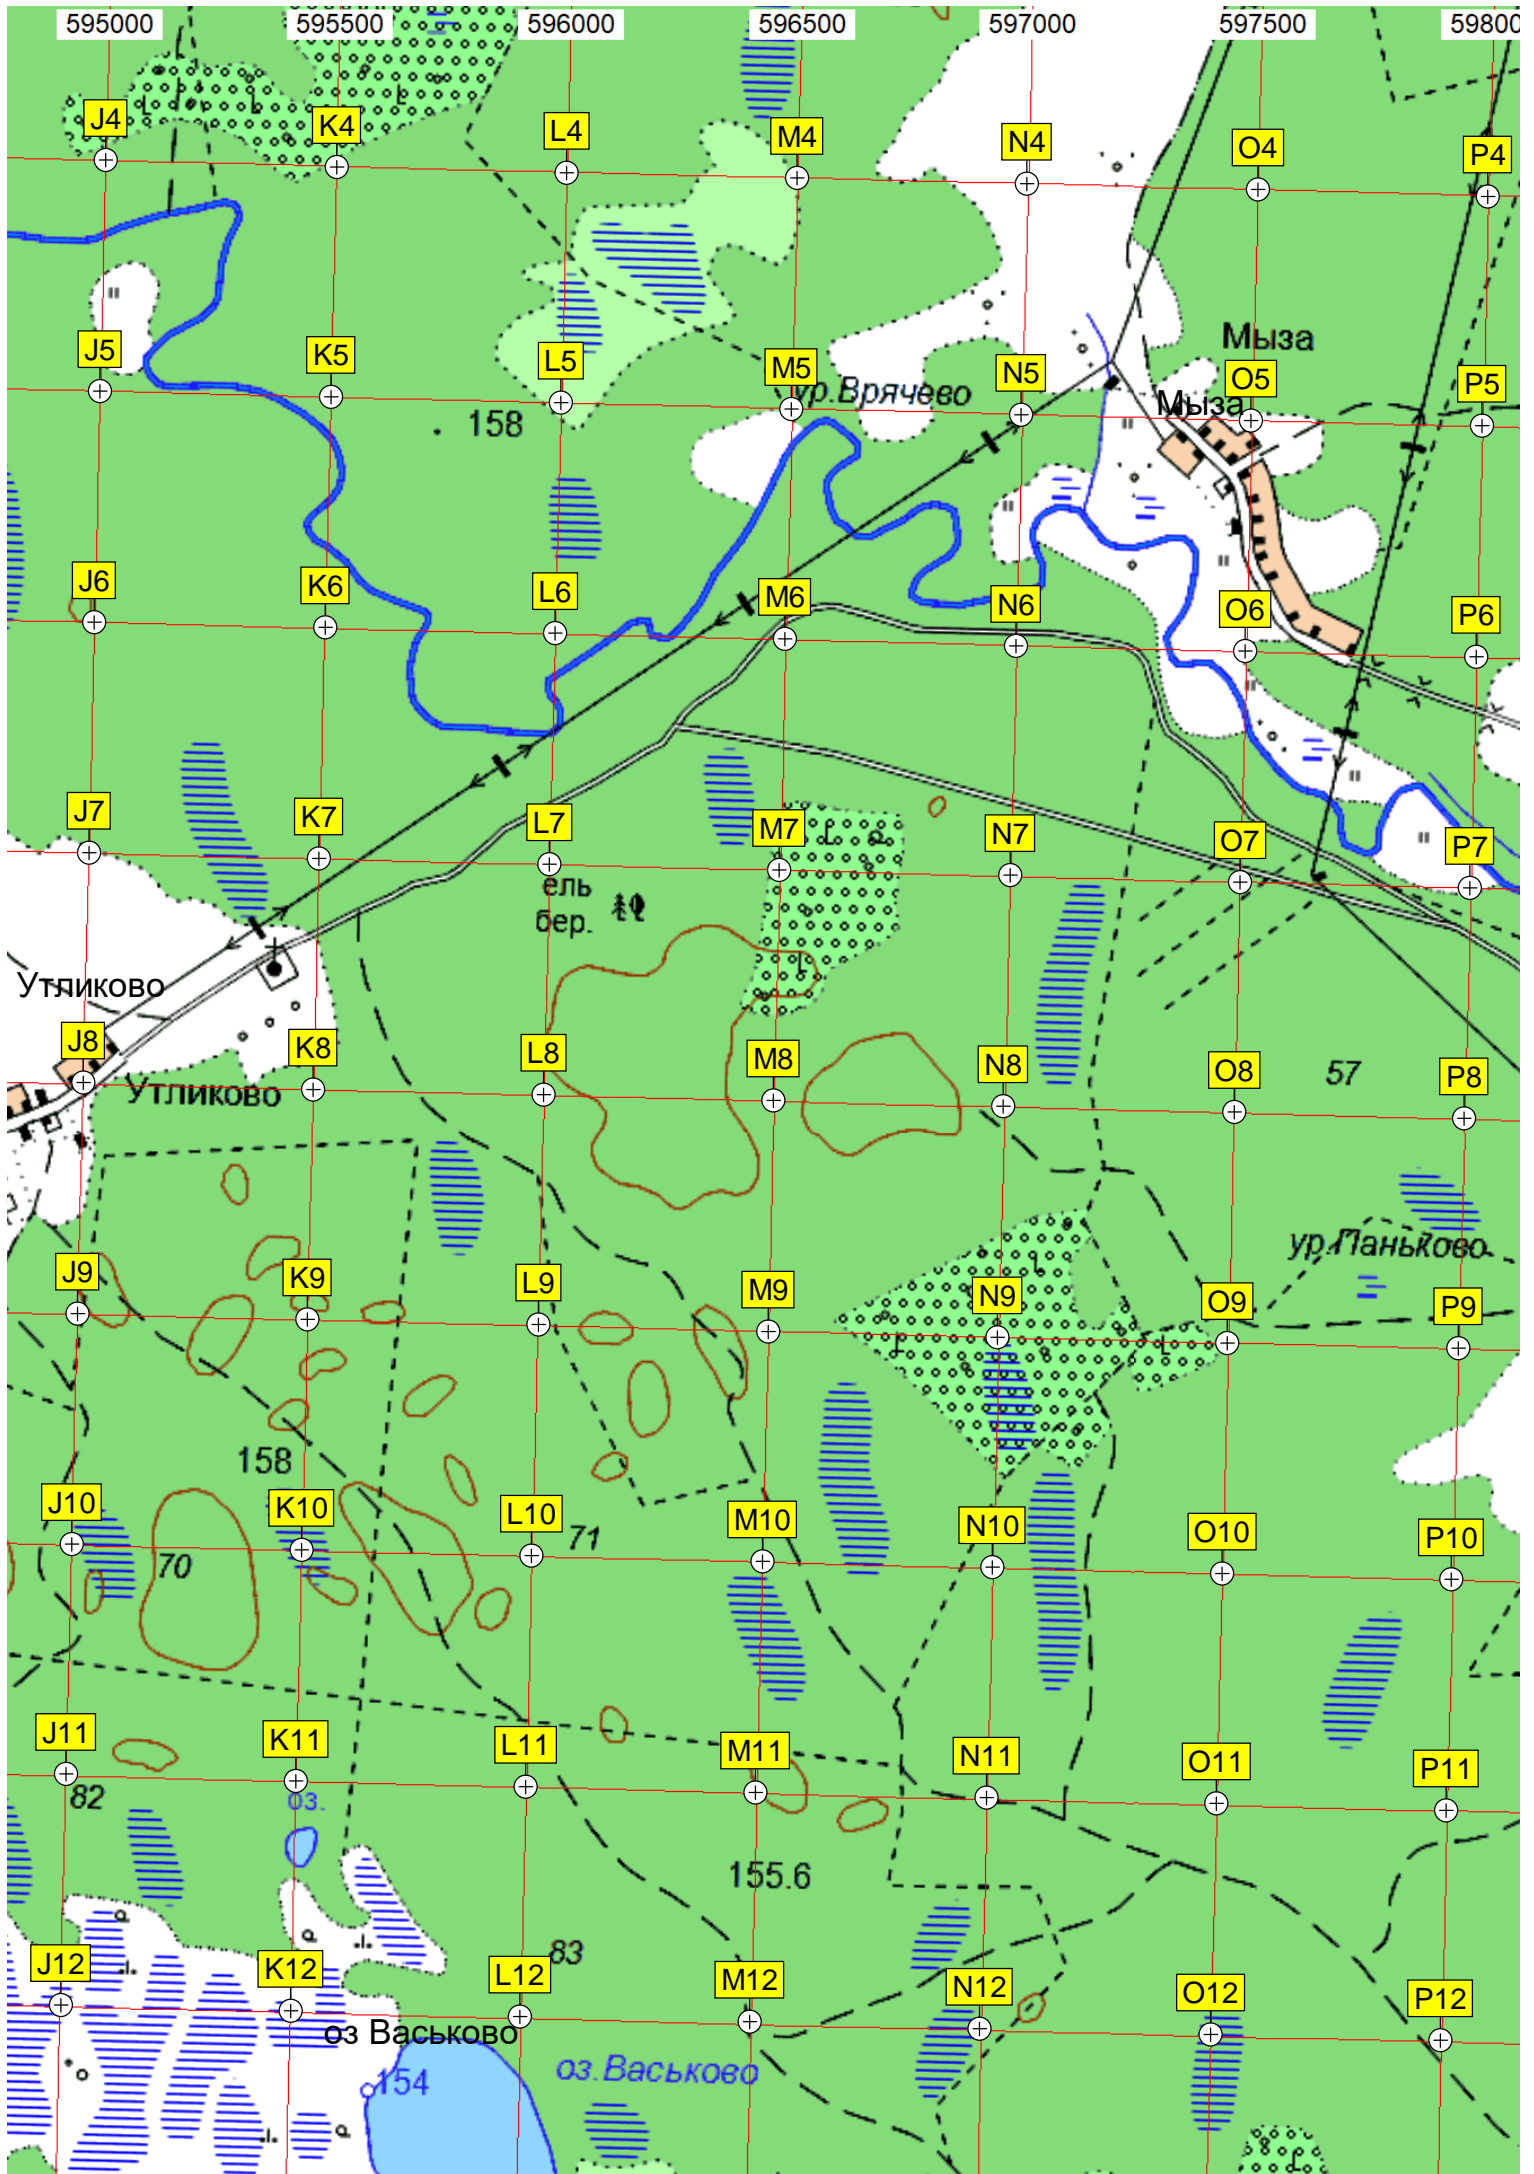 595000 595500 596000 596500 597000 597500 59800
J4 K4 L4 M4 N4 O4 P4
Мыза
J5 K5 L5 M5 N5 O5 P5
ур.Врячево
Мыза
158
J6 K6 L6 M6 N6 O6 P6
J7 K7 L7 M7 N7 O7 P7
ель
бер.
Утликово
J8 K8 L8 M8 N8 O8 P8
57
Утликово
ур.Паньково
J9 K9 L9 M9 N9 O9 P9
158
J10 K10 L10 M10 N10 O10 P10
71
70
J11 K11 L11 M11 N11 O11 P11
82
оз.
155.6
83
J12 K12 L12 M12 N12 O12 P12
оз Васьково
оз.Васьково
154